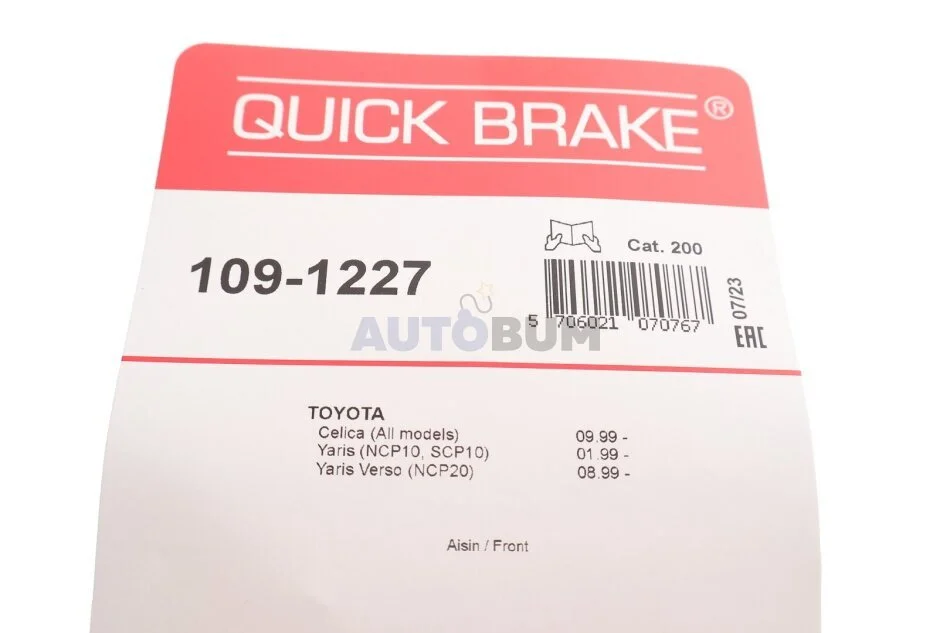 QUICK BRAKE®
109-1227
Cat. 200
5 706021 070767
07/23
EAC
AUTOBUM
TOYOTA
Celica (All models) 09.99 -
Yaris (NCP10, SCP10) 01.99 -
Yaris Verso (NCP20) 08.99 -
Aisin / Front